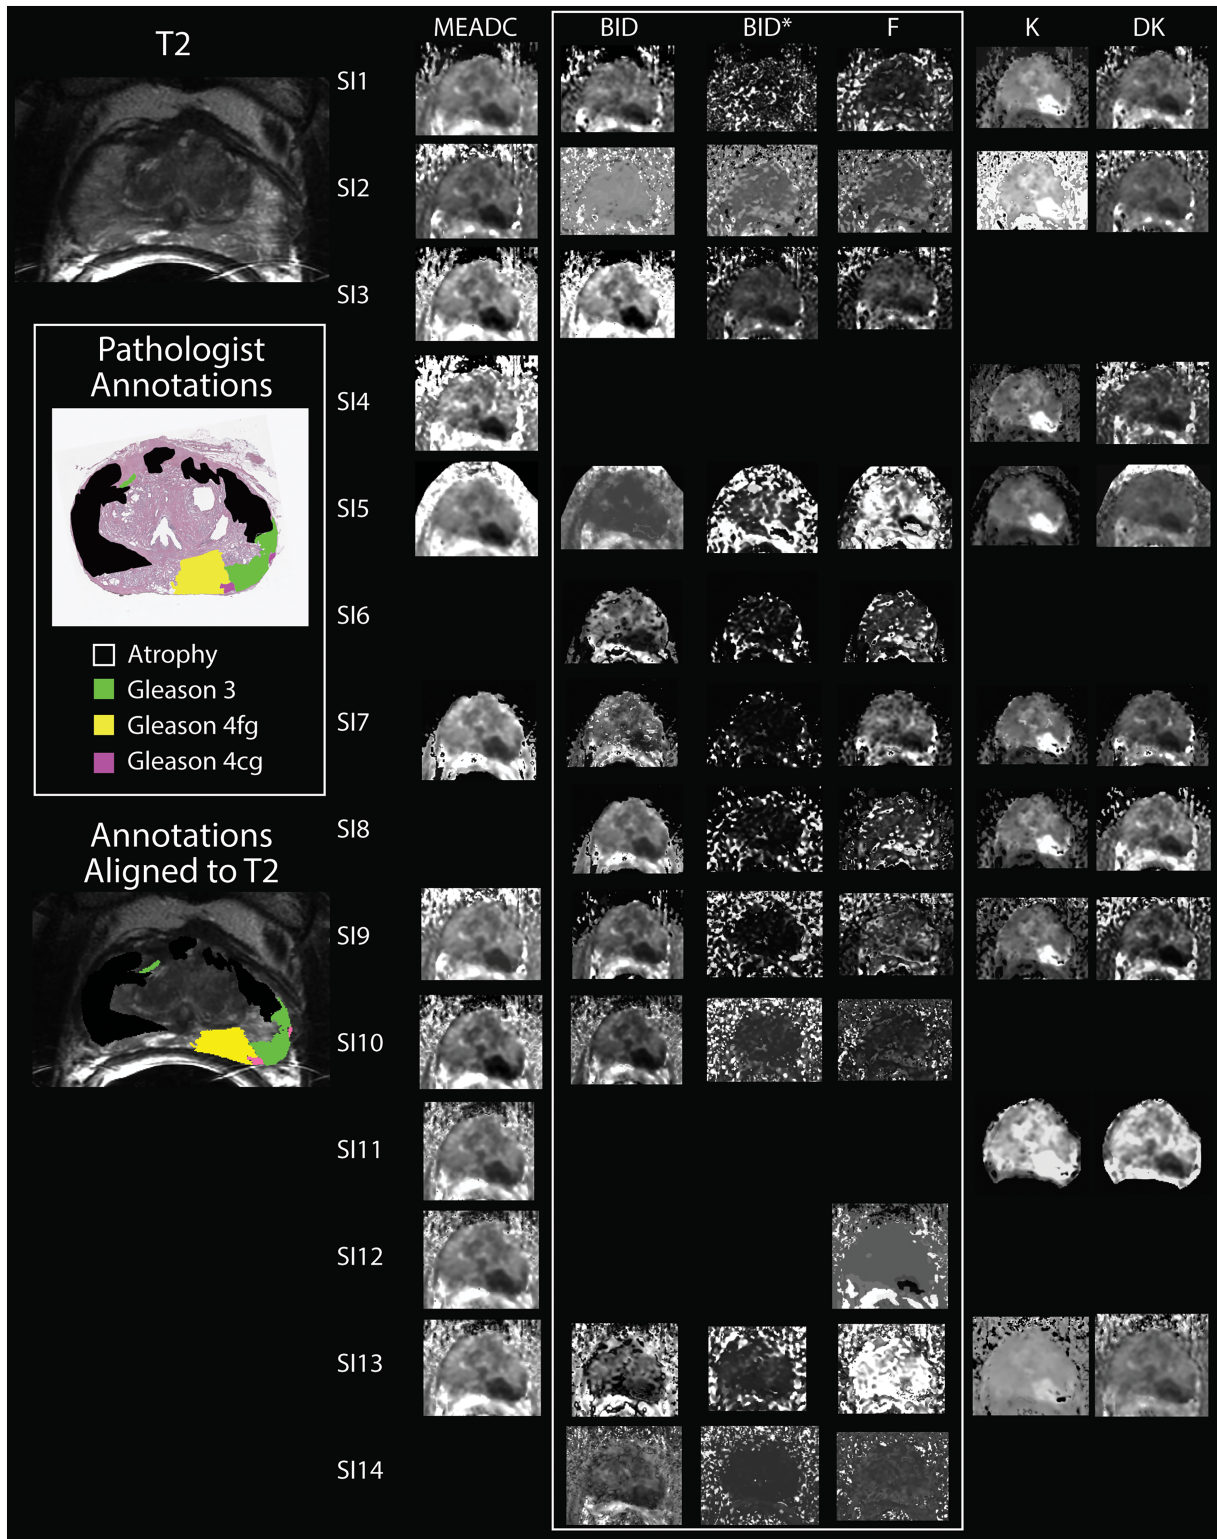 T2
MEADC
BID
BID*
F
K
DK
SI1
SI2
SI3
Pathologist
Annotations
SI4
SI5
SI6
Atrophy
Gleason 3
Gleason 4fg
Gleason 4cg
SI7
Annotations
Aligned to T2
SI8
SI9
SI10
SI11
SI12
SI13
SI14